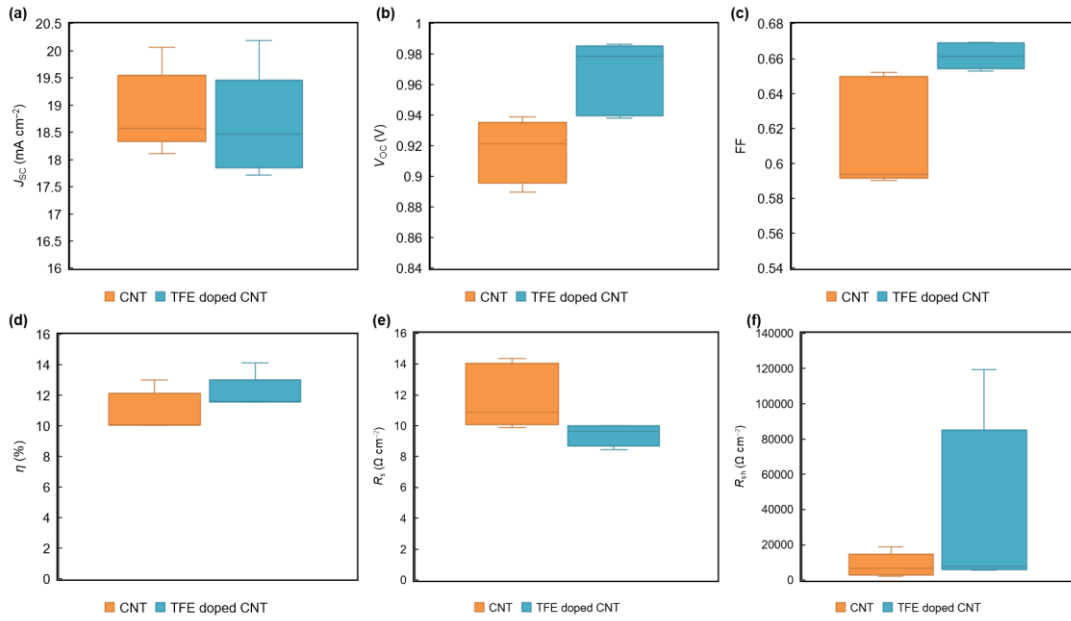 (a)
20.5
20
19.5
19
18.5
18
17.5
17
16.5
16
J_SC (mA cm⁻²)
CNT TFE doped CNT
(b)
1
0.98
0.96
0.94
0.92
0.9
0.88
0.86
0.84
V_OC (V)
CNT TFE doped CNT
(c)
0.68
0.66
0.64
0.62
0.6
0.58
0.56
0.54
FF
CNT TFE doped CNT
(d)
16
14
12
10
8
6
4
2
0
η (%)
CNT TFE doped CNT
(e)
16
14
12
10
8
6
4
2
0
R_s (Ω cm⁻²)
CNT TFE doped CNT
(f)
140000
120000
100000
80000
60000
40000
20000
0
R_sh (Ω cm⁻²)
CNT TFE doped CNT